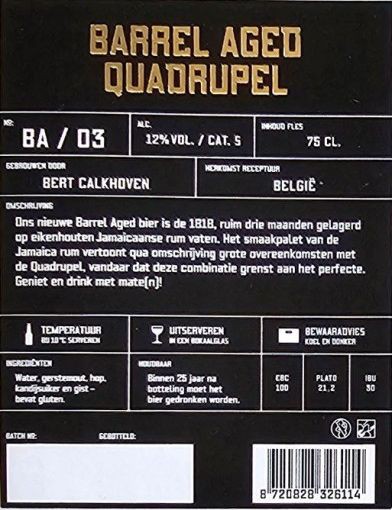 BARREL AGED
QUADRUPEL
Nº:
BA / 03
ALC.
12% VOL. / CAT. S
INHOUD FLES
75 CL.
GEBROUWEN DOOR
BERT CALKHOVEN
HERKOMST RECEPTUUR
BELGIË
OMSCHRIJVING
Ons nieuwe Barrel Aged bier is de 1818, ruim drie maanden gelagerd
op eikenhouten Jamaicaanse rum vaten. Het smaakpalet van de
Jamaica rum vertoont qua omschrijving grote overeenkomsten met
de Quadrupel, vandaar dat deze combinatie grenst aan het perfecte.
Geniet en drink met mate(n)!
TEMPERATUUR
BIJ 10°C SERVEREN
UITSERVEREN
IN EEN BOKAALGLAS
BEWAARADVIES
KOEL EN DONKER
INGREDIËNTEN
Water, gerstemout, hop,
kandijsuiker en gist –
bevat gluten.
HOUDBAAR
Binnen 25 jaar na
botteling moet het
bier gedronken worden.
EBC
100
PLATO
21,2
IBU
30
BATCH Nº:
GEBOTTELD:
8 720828 326114